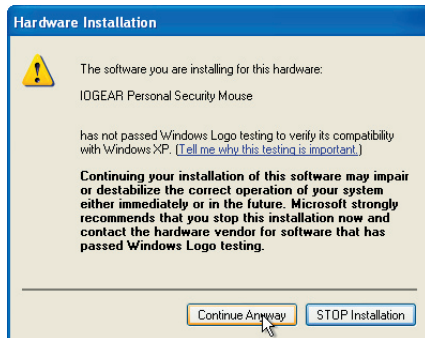 Hardware Installation
The software you are installing for this hardware:
IOGEAR Personal Security Mouse
has not passed Windows Logo testing to verify its compatibility
with Windows XP. (Tell me why this testing is important.)
Continuing your installation of this software may impair
or destabilize the correct operation of your system
either immediately or in the future. Microsoft strongly
recommends that you stop this installation now and
contact the hardware vendor for software that has
passed Windows Logo testing.
Continue Anyway STOP Installation